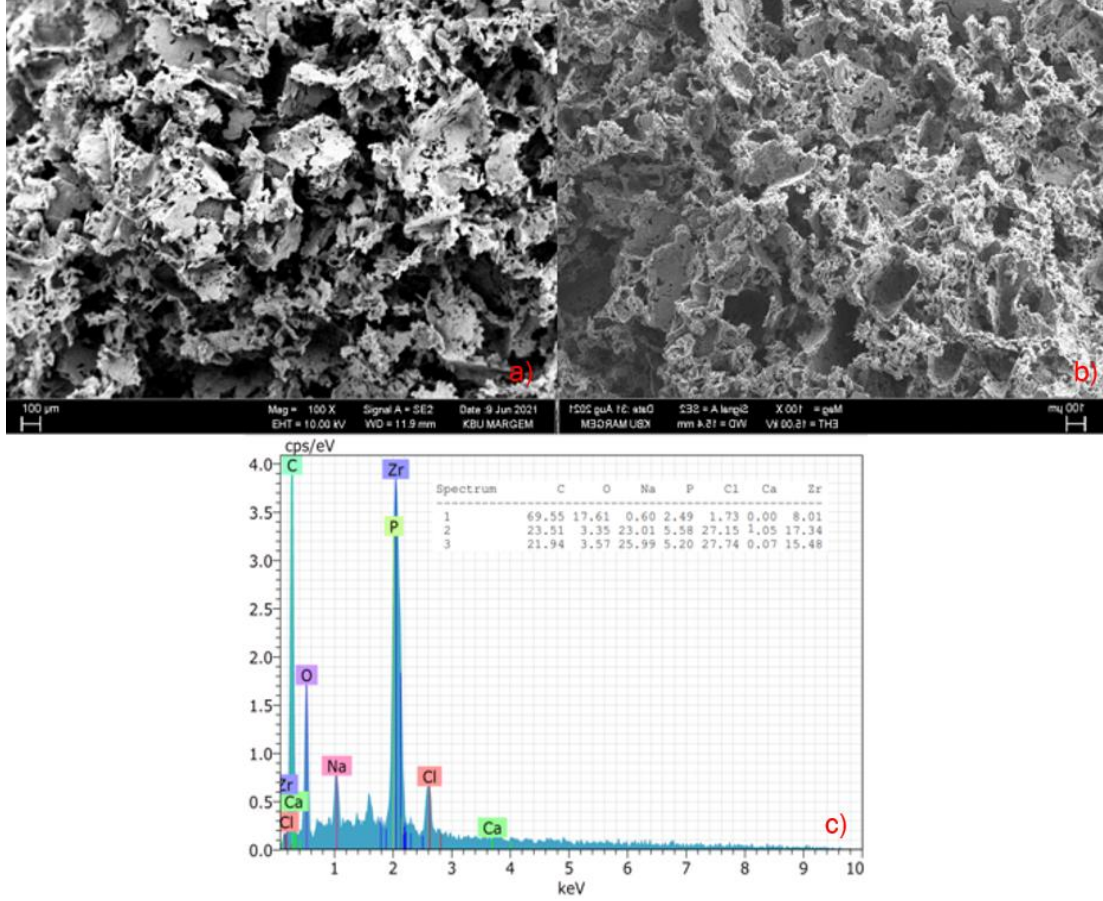 a)
b)
100 µm
Mag = 100 X
Signal A = SE2
Date :9 Jun 2021
EHT = 10.00 kV
WD = 11.9 mm
KBU MARGEM
100 µm
Mag = 100 X
Signal A = SE2
Date :31 Aug 2021
EHT = 15.00 kV
WD = 15.4 mm
KBU MARGEM
cps/eV
Spectrum C O Na P Cl Ca Zr
1 69.55 17.61 0.60 2.49 1.73 0.00 8.01
2 23.51 3.35 23.01 5.58 27.15 1.05 17.34
3 21.94 3.57 25.99 5.20 27.74 0.07 15.48
4.0
3.5
3.0
2.5
2.0
1.5
1.0
0.5
0.0
C
Zr
P
O
Na
Cl
Zr
Ca
Cl
Ca
c)
1 2 3 4 5 6 7 8 9 10
keV